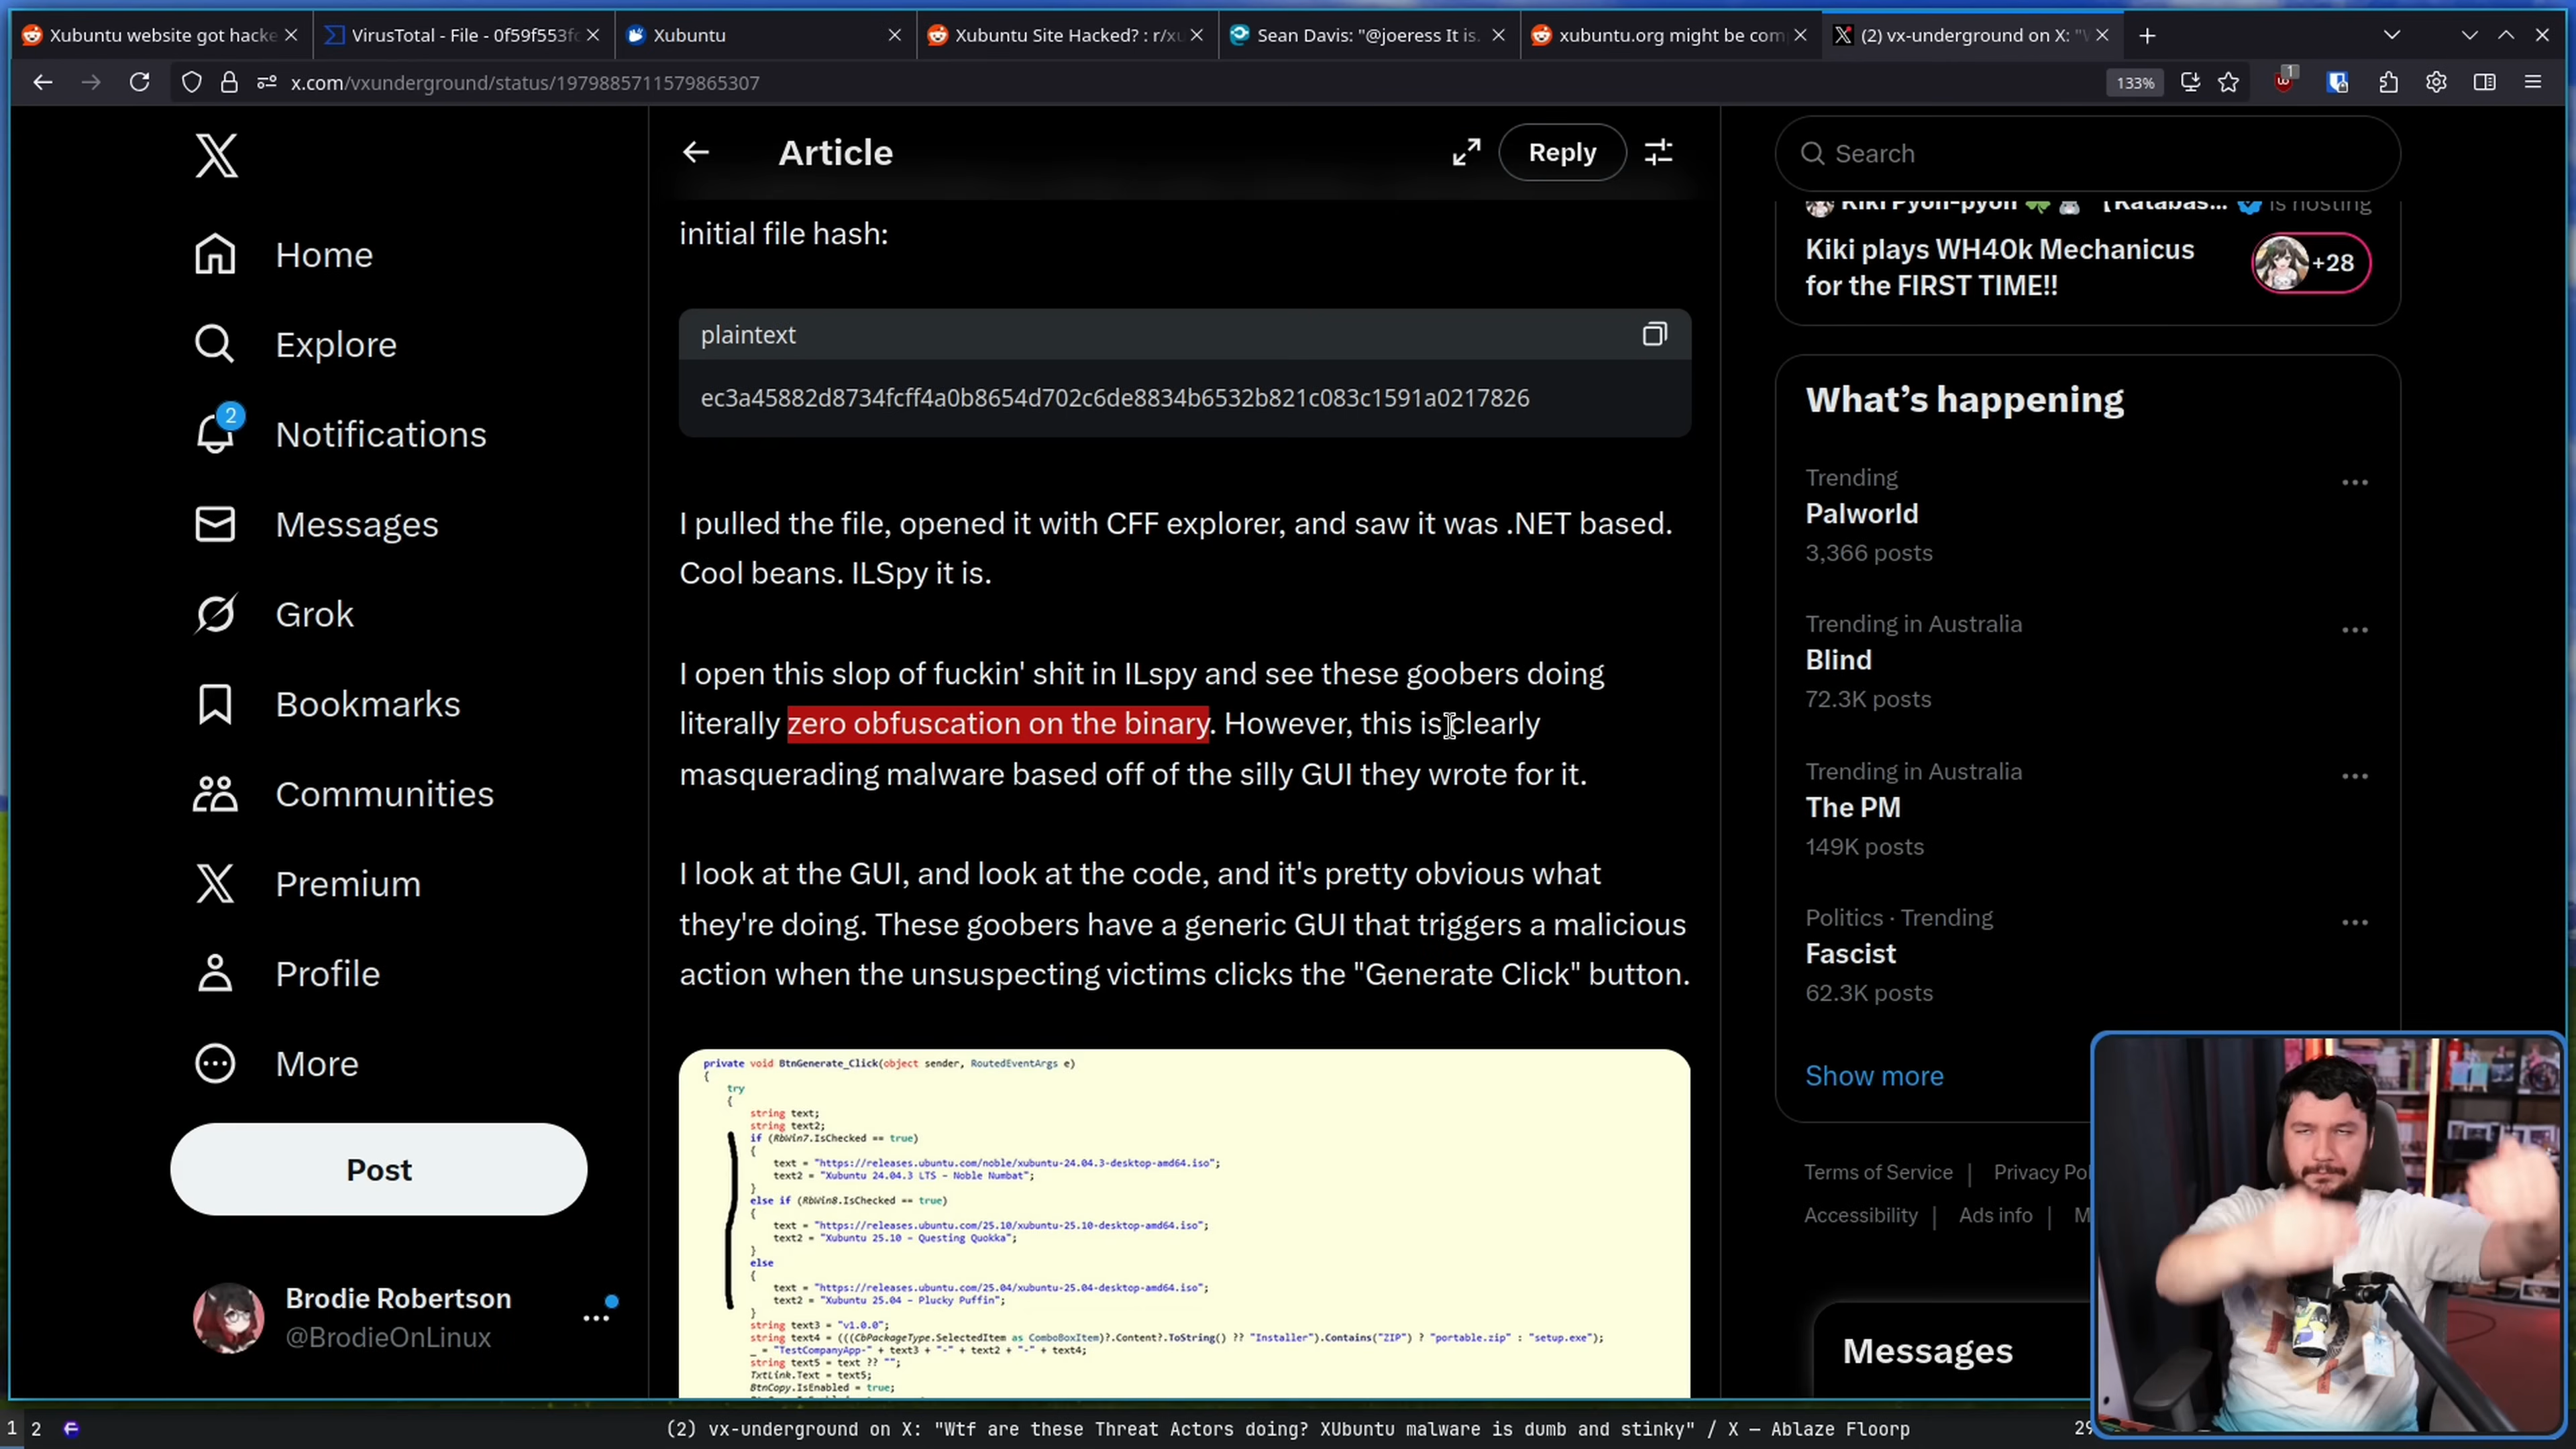 Xubuntu website got hacke
VirusTotal - File - 0f59f553f
Xubuntu
Xubuntu Site Hacked? : r/xu
Sean Davis: "@joeress It is
xubuntu.org might be com
(2) vx-underground on X: "W
x.com/vxunderground/status/1979885711579865307
133%
1
Home
Explore
2
Notifications
Messages
Grok
Bookmarks
Communities
Premium
Profile
More
Post
Brodie Robertson
@BrodieOnLinux
Article
Reply
initial file hash:
plaintext
ec3a45882d8734fcff4a0b8654d702c6de8834b6532b821c083c1591a0217826
I pulled the file, opened it with CFF explorer, and saw it was .NET based.
Cool beans. ILSpy it is.
I open this slop of fuckin' shit in ILspy and see these goobers doing
literally zero obfuscation on the binary. However, this is clearly
masquerading malware based off of the silly GUI they wrote for it.
I look at the GUI, and look at the code, and it's pretty obvious what
they're doing. These goobers have a generic GUI that triggers a malicious
action when the unsuspecting victims clicks the "Generate Click" button.
private void BtnGenerate_Click(object sender, RoutedEventArgs e)
{
try
{
string text;
string text2;
if (RbWin7.IsChecked == true)
{
text = "https://releases.ubuntu.com/noble/xubuntu-24.04.3-desktop-amd64.iso";
text2 = "Xubuntu 24.04.3 LTS - Noble Numbat";
}
else if (RbWin8.IsChecked == true)
{
text = "https://releases.ubuntu.com/25.10/xubuntu-25.10-desktop-amd64.iso";
text2 = "Xubuntu 25.10 - Questing Quokka";
}
else
{
text = "https://releases.ubuntu.com/25.04/xubuntu-25.04-desktop-amd64.iso";
text2 = "Xubuntu 25.04 - Plucky Puffin";
}
string text3 = "v1.0.0";
string text4 = (((CbPackageType.SelectedItem as ComboBoxItem)?.Content?.ToString() ?? "Installer").Contains("ZIP") ? "portable.zip" : "setup.exe");
_ = "TestCompanyApp-" + text3 + "-" + text2 + "-" + text4;
string text5 = text ?? "";
TxtLink.Text = text5;
BtnCopy.IsEnabled = true;
Search
Kiki Pyon-pyon [Katabas... is hosting
Kiki plays WH40k Mechanicus
for the FIRST TIME!!
+28
What's happening
Trending
Palworld
3,366 posts
Trending in Australia
Blind
72.3K posts
Trending in Australia
The PM
149K posts
Politics · Trending
Fascist
62.3K posts
Show more
Terms of Service | Privacy Pol
Accessibility | Ads info | M
Messages
1 2
(2) vx-underground on X: "Wtf are these Threat Actors doing? XUbuntu malware is dumb and stinky" / X — Ablaze Floorp
29